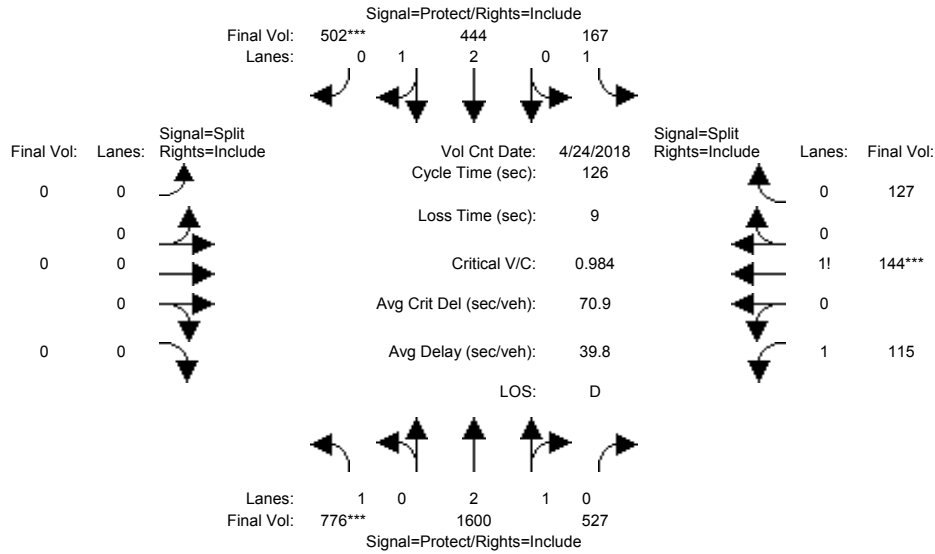 Signal=Protect/Rights=Include
Final Vol: 502*** 444 167
Lanes: 0 1 2 0 1
Signal=Split Signal=Split
Final Vol: Lanes: Rights=Include Vol Cnt Date: 4/24/2018 Rights=Include Lanes: Final Vol:
Cycle Time (sec): 126
0 0 0 127
Loss Time (sec): 9
0 0
0 0 Critical V/C: 0.984 1! 144***
0 Avg Crit Del (sec/veh): 70.9 0
0 0 Avg Delay (sec/veh): 39.8 1 115
LOS: D
Lanes: 1 0 2 1 0
Final Vol: 776*** 1600 527
Signal=Protect/Rights=Include